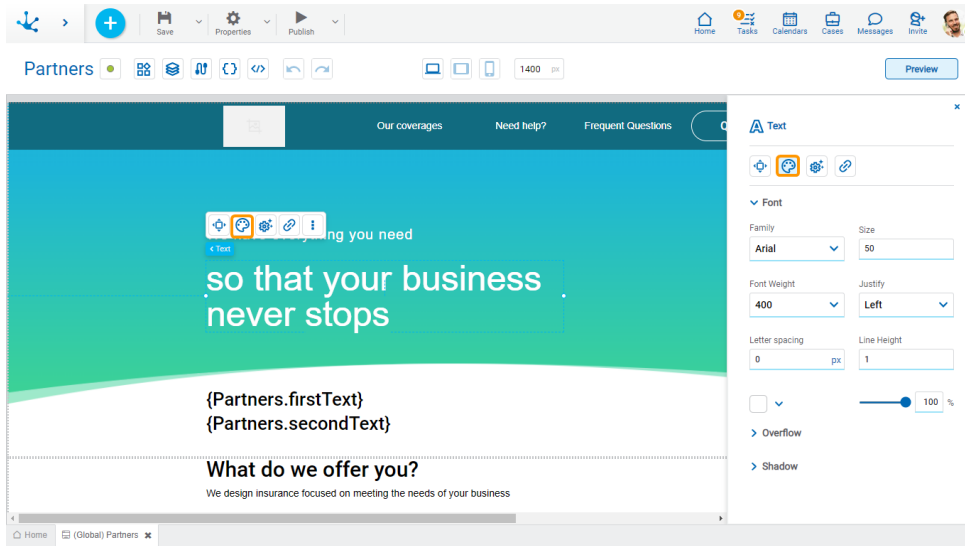 Save
Properties
Publish
Home
9
Tasks
Calendars
Cases
Messages
Invite
Partners
1400 px
Preview
Our coverages
Need help?
Frequent Questions
Q
ing you need
< Text
so that your business
never stops
{Partners.firstText}
{Partners.secondText}
What do we offer you?
We design insurance focused on meeting the needs of your business
Text
Font
Family
Size
Arial
50
Font Weight
Justify
400
Left
Letter spacing
Line Height
0 px
1
100 %
Overflow
Shadow
Home
(Global) Partners